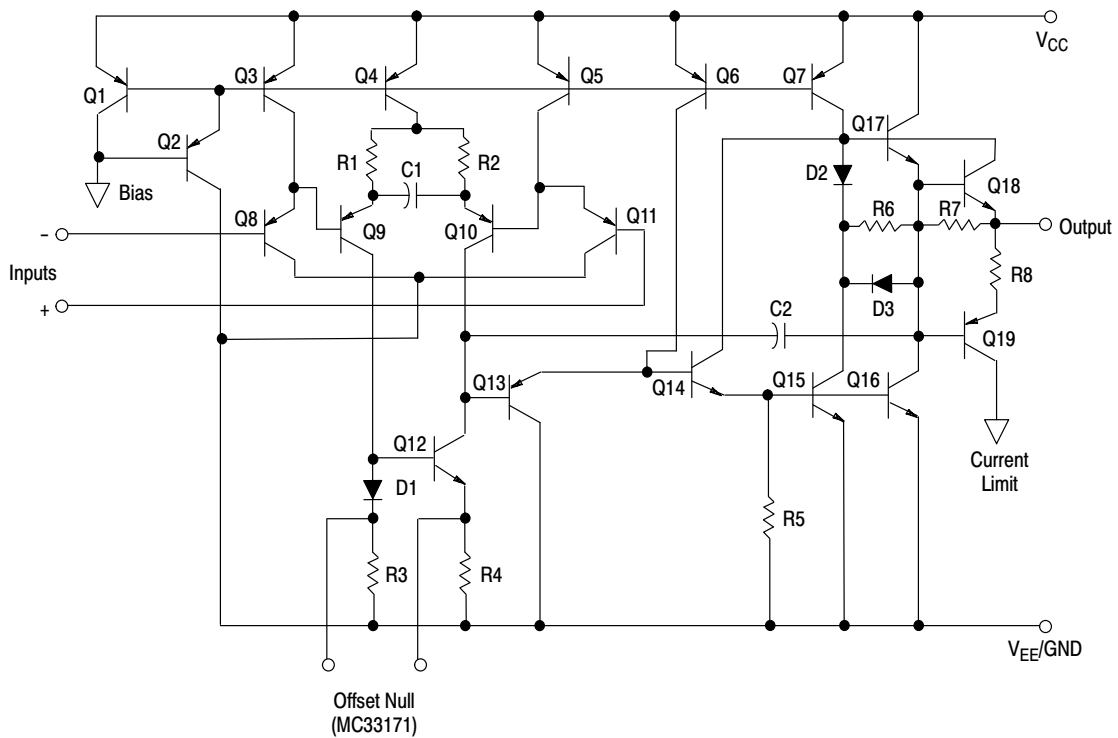 V_CC
Q3
Q4
Q5
Q6
Q7
Q1
Q2
Q17
R1
C1
R2
D2
Q18
Bias
Q8
Q9
Q10
Q11
R6
R7
–
Output
Inputs
R8
D3
+
C2
Q19
Q13
Q14
Q15
Q16
Q12
Current
Limit
D1
R5
R3
R4
V_EE/GND
Offset Null
(MC33171)